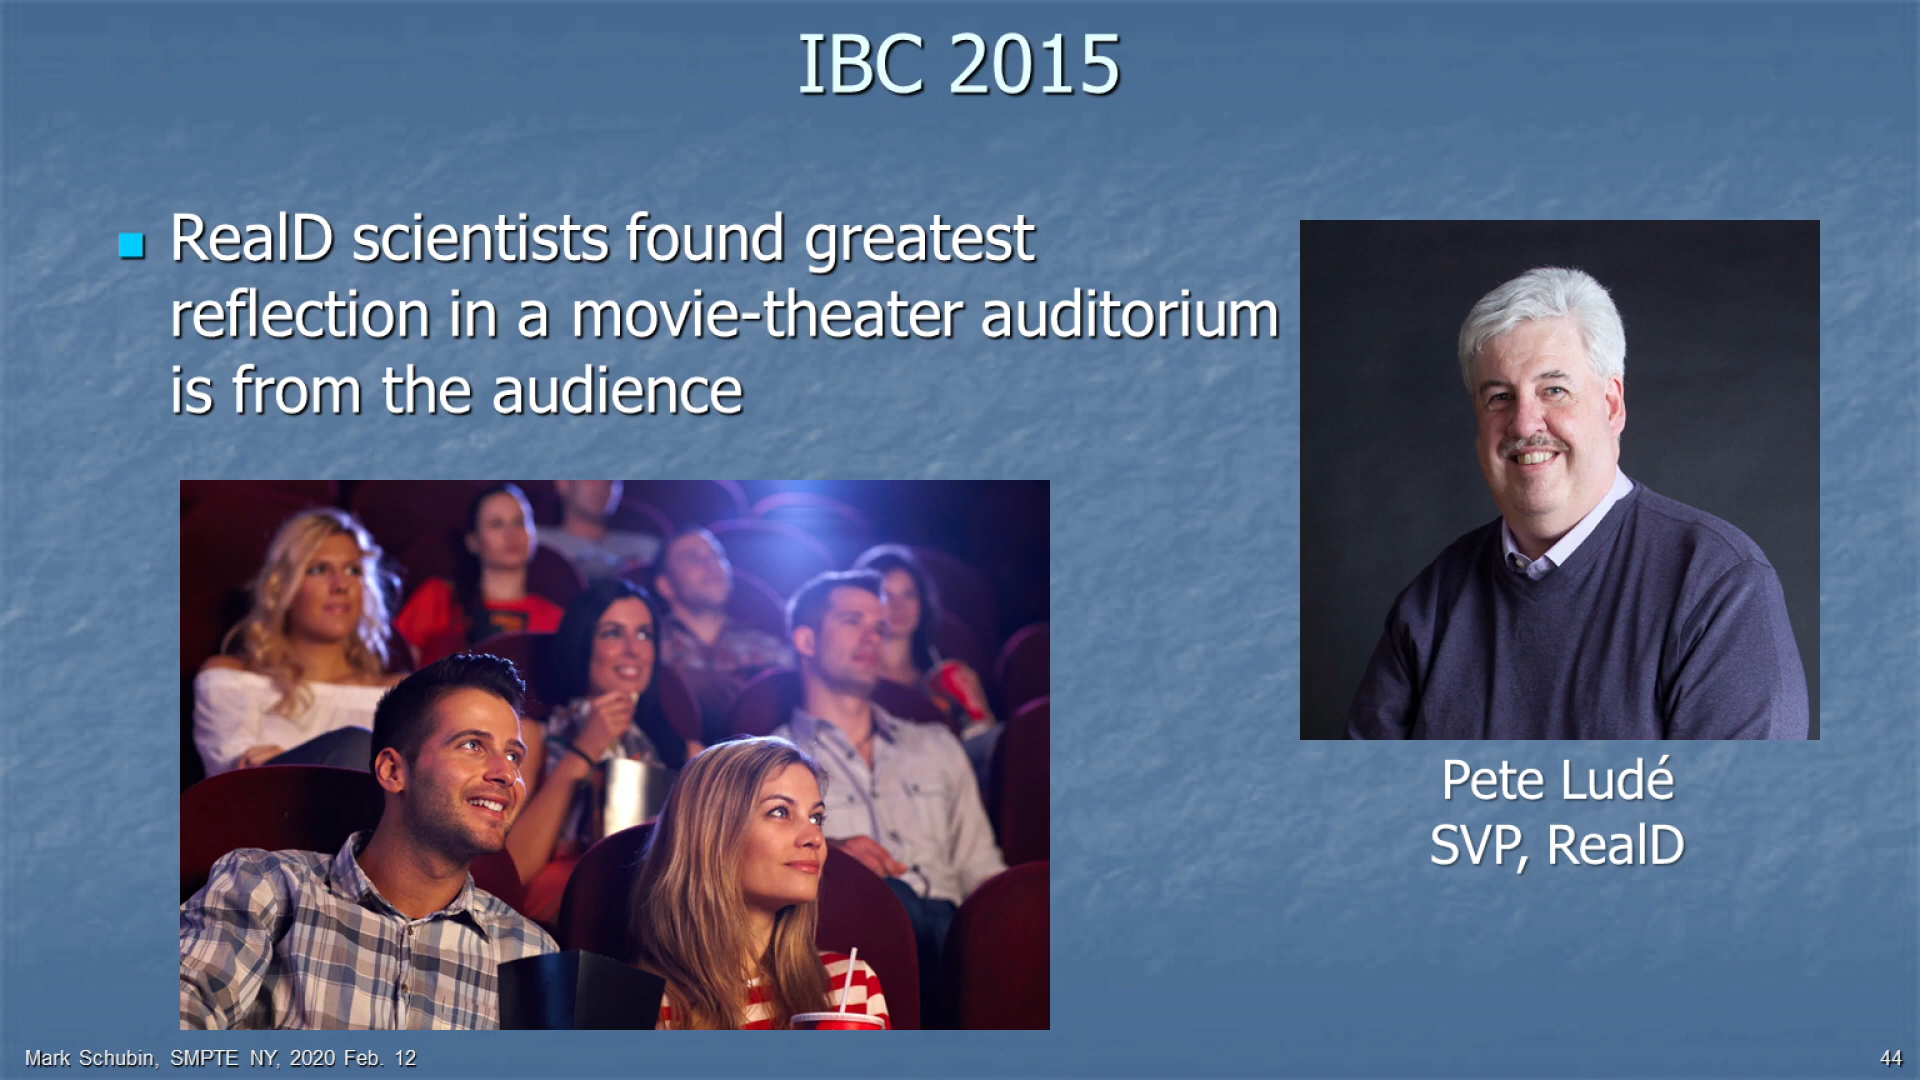 IBC 2015
RealD scientists found greatest
reflection in a movie-theater auditorium
is from the audience
Pete Ludé
SVP, RealD
Mark Schubin, SMPTE NY, 2020 Feb. 12
44